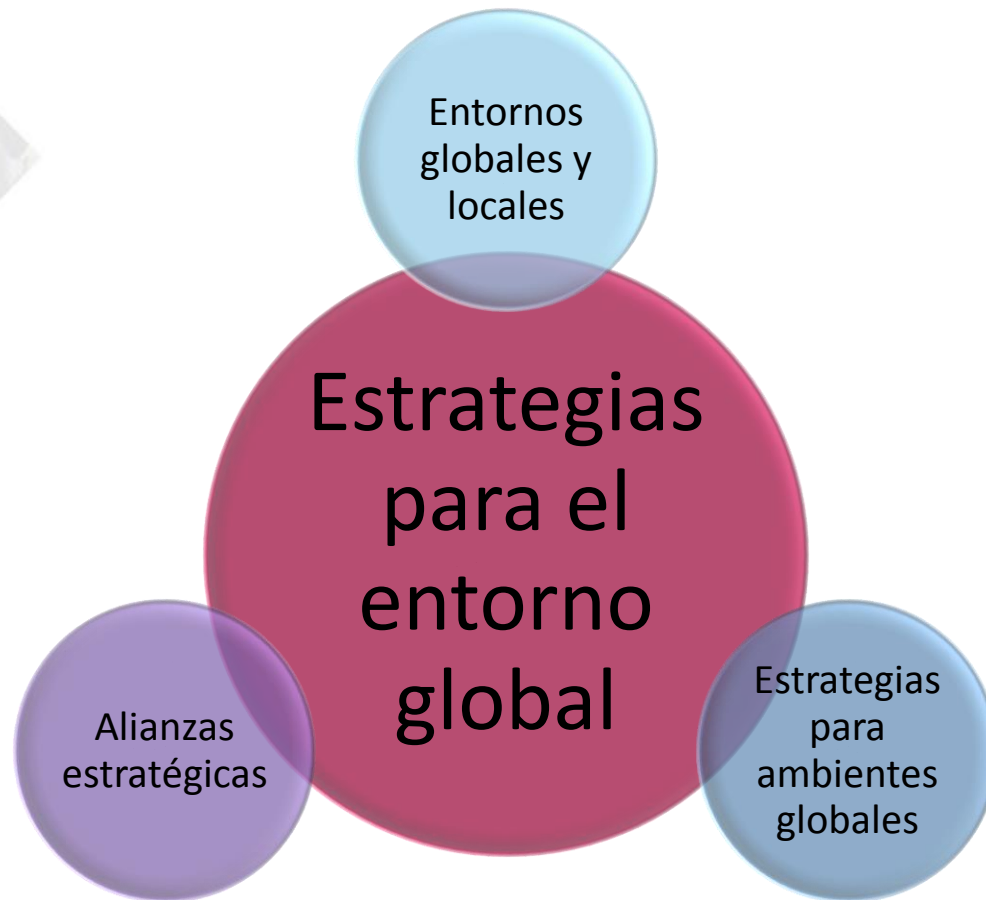 Entornos
globales y
locales
Estrategias
para el
entorno
global
Alianzas
estratégicas
Estrategias
para
ambientes
globales